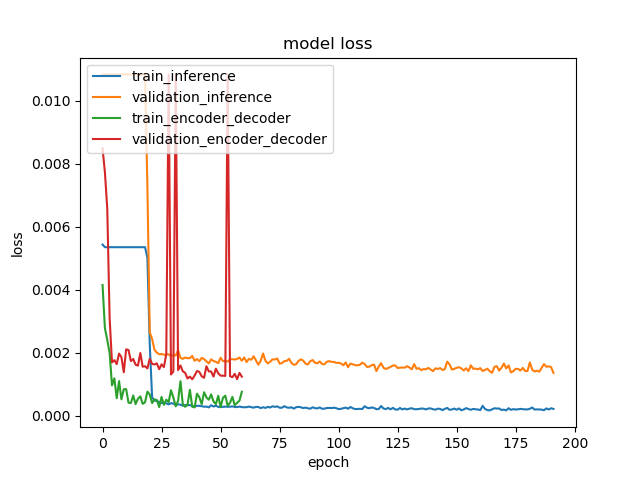 model loss
train_inference
validation_inference
train_encoder_decoder
validation_encoder_decoder
0.010
0.008
0.006
0.004
0.002
0.000
loss
0 25 50 75 100 125 150 175 200
epoch